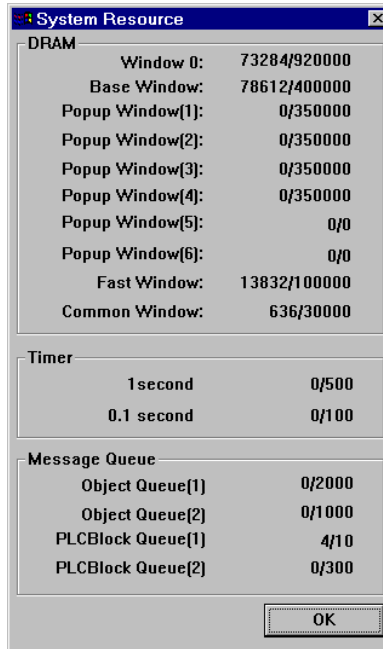 System Resource
DRAM
Window 0: 73284/920000
Base Window: 78612/400000
Popup Window(1): 0/350000
Popup Window(2): 0/350000
Popup Window(3): 0/350000
Popup Window(4): 0/350000
Popup Window(5): 0/0
Popup Window(6): 0/0
Fast Window: 13832/100000
Common Window: 636/30000
Timer
1second 0/500
0.1 second 0/100
Message Queue
Object Queue(1) 0/2000
Object Queue(2) 0/1000
PLCBlock Queue(1) 4/10
PLCBlock Queue(2) 0/300
OK